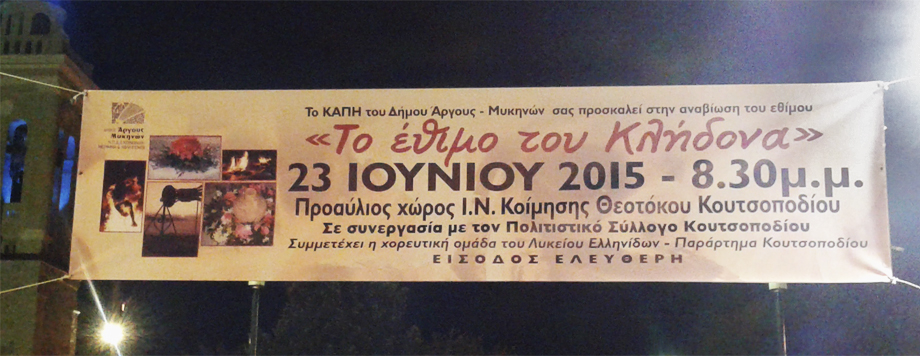 Το ΚΑΠΗ του Δήμου Άργους - Μυκηνών σας προσκαλεί στην αναβίωση του εθίμου
«Το έθιμο του Κλήδονα»
23 ΙΟΥΝΙΟΥ 2015 - 8.30μ.μ.
Προαύλιος χώρος Ι.Ν. Κοίμησης Θεοτόκου Κουτσοποδίου
Σε συνεργασία με τον Πολιτιστικό Σύλλογο Κουτσοποδίου
Συμμετέχει η χορευτική ομάδα του Λυκείου Ελληνίδων - Παράρτημα Κουτσοποδίου
ΕΙΣΟΔΟΣ ΕΛΕΥΘΕΡΗ
Άργους
Μυκηνών